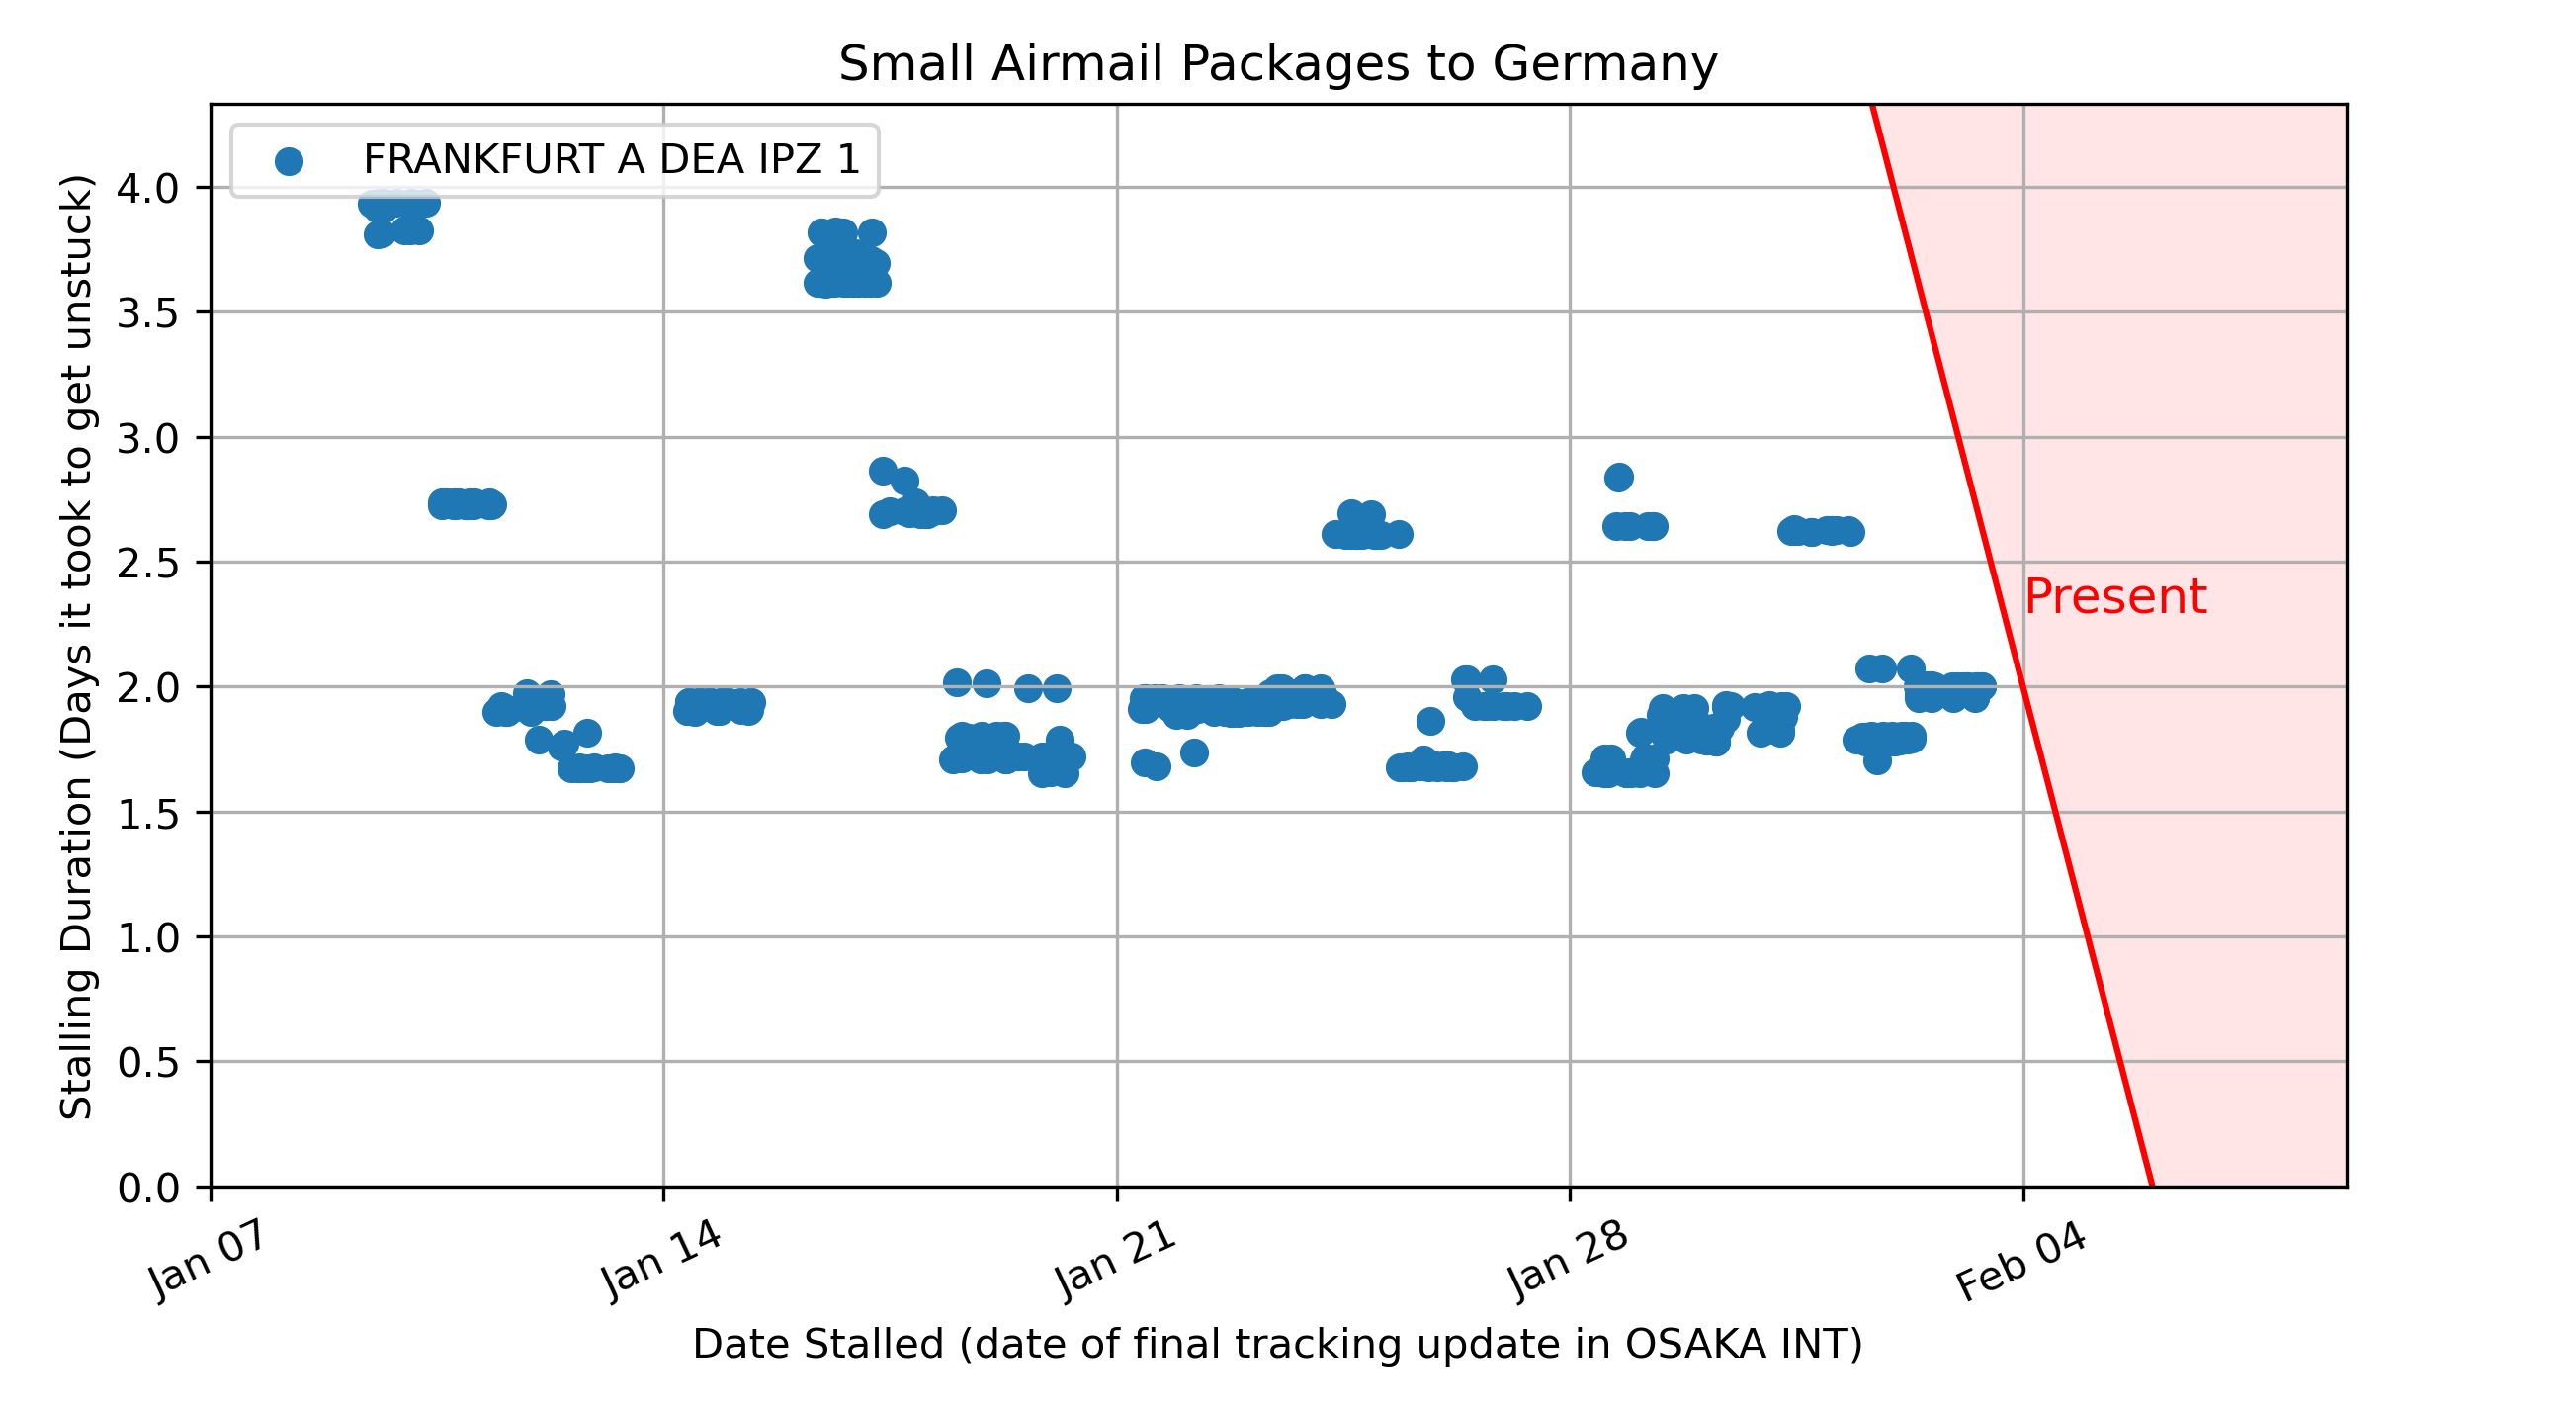 Small Airmail Packages to Germany
FRANKFURT A DEA IPZ 1
Stalling Duration (Days it took to get unstuck)
4.0
3.5
3.0
2.5
2.0
1.5
1.0
0.5
0.0
Present
Jan 07
Jan 14
Jan 21
Jan 28
Feb 04
Date Stalled (date of final tracking update in OSAKA INT)